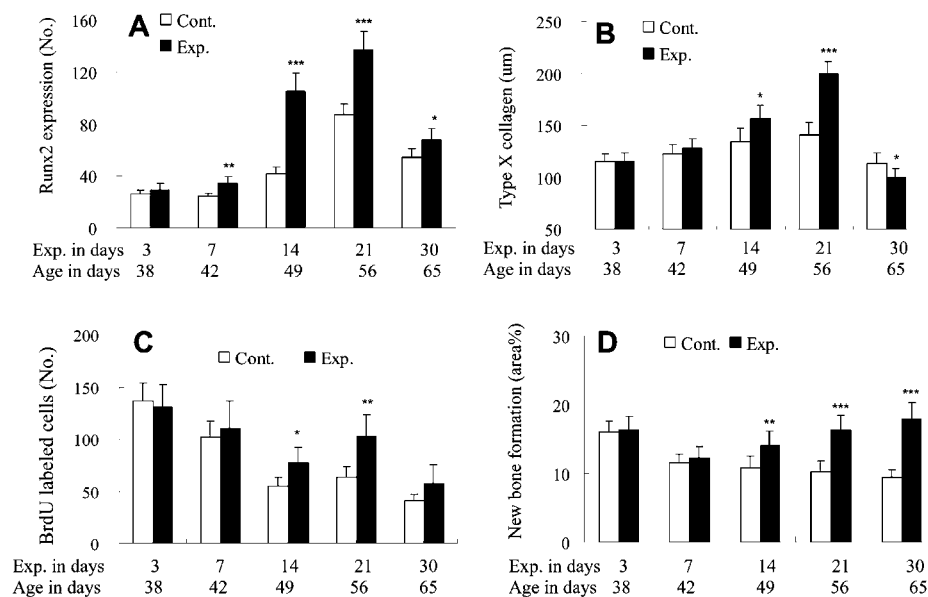 A
Cont.
Exp.
Runx2 expression (No.)
160
120
80
40
0
**
***
***
*
Exp. in days 3 7 14 21 30
Age in days 38 42 49 56 65
B
Cont.
Exp.
Type X collagen (um)
250
200
150
100
50
*
***
*
Exp. in days 3 7 14 21 30
Age in days 38 42 49 56 65
C
Cont. Exp.
BrdU labeled cells (No.)
200
150
100
50
0
*
**
Exp. in days 3 7 14 21 30
Age in days 38 42 49 56 65
D
Cont. Exp.
New bone formation (area%)
30
20
10
0
**
***
***
Exp. in days 3 7 14 21 30
Age in days 38 42 49 56 65